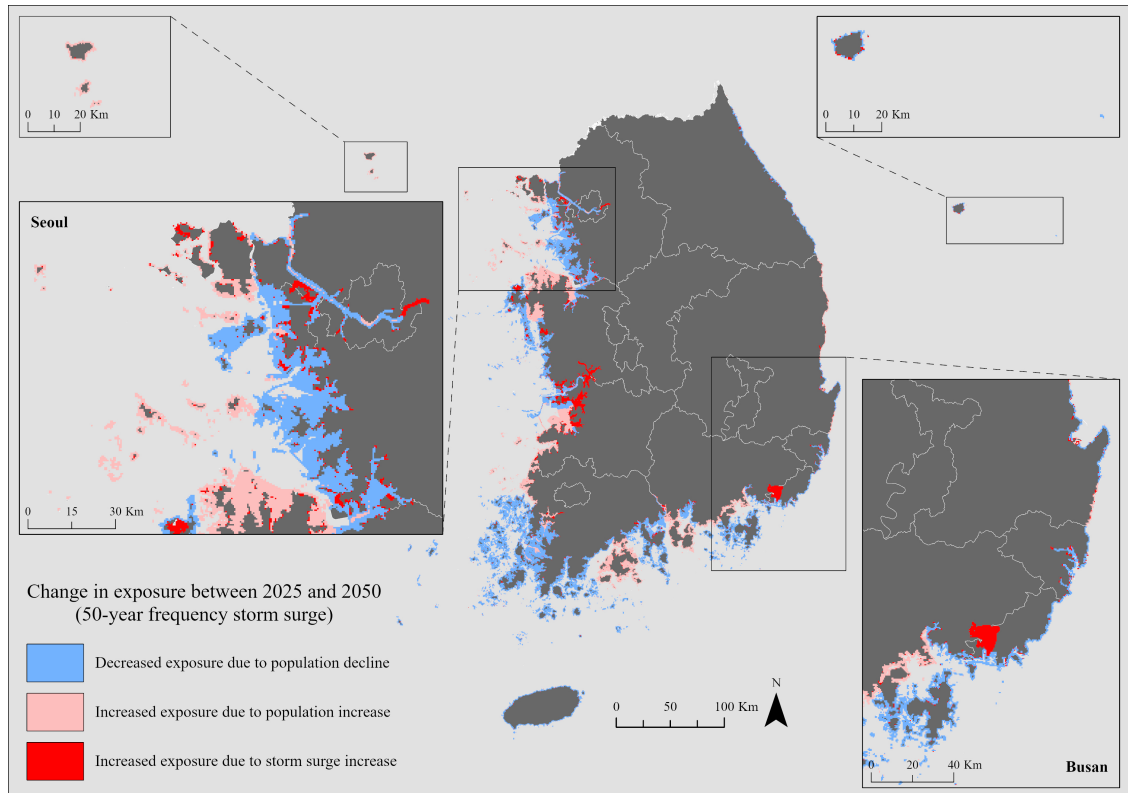 0 10 20 Km
0 10 20 Km
Seoul
0 15 30 Km
Change in exposure between 2025 and 2050
(50-year frequency storm surge)
Decreased exposure due to population decline
Increased exposure due to population increase
Increased exposure due to storm surge increase
N
0 50 100 Km
0 20 40 Km
Busan